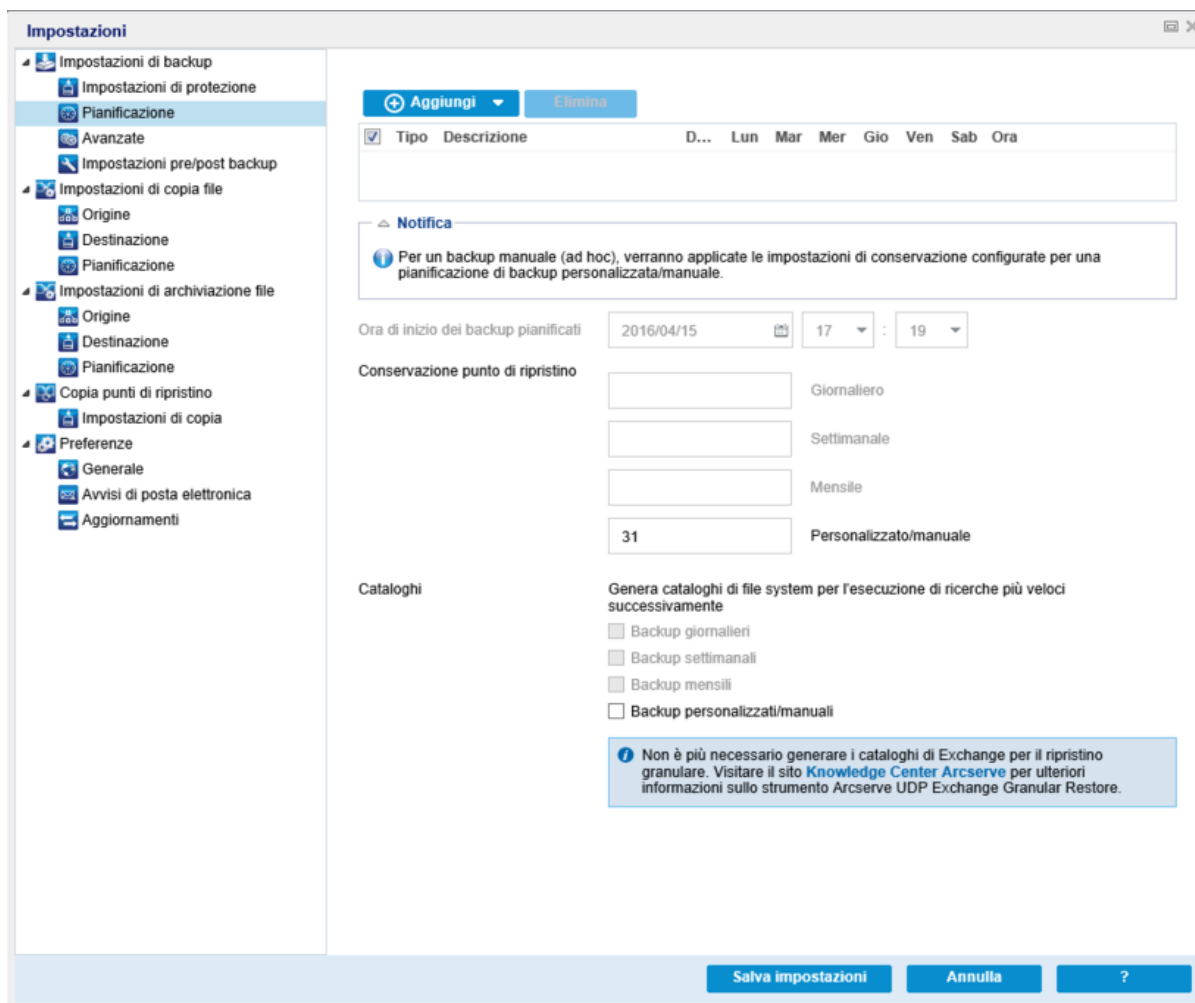 Impostazioni
Impostazioni di backup
Impostazioni di protezione
Pianificazione
Avanzate
Impostazioni pre/post backup
Impostazioni di copia file
Origine
Destinazione
Pianificazione
Impostazioni di archiviazione file
Origine
Destinazione
Pianificazione
Copia punti di ripristino
Impostazioni di copia
Preferenze
Generale
Avvisi di posta elettronica
Aggiornamenti
Aggiungi Elimina
Tipo Descrizione D... Lun Mar Mer Gio Ven Sab Ora
Notifica
Per un backup manuale (ad hoc), verranno applicate le impostazioni di conservazione configurate per una
pianificazione di backup personalizzata/manuale.
Ora di inizio dei backup pianificati 2016/04/15 17 : 19
Conservazione punto di ripristino
Giornaliero
Settimanale
Mensile
31 Personalizzato/manuale
Cataloghi Genera cataloghi di file system per l'esecuzione di ricerche più veloci
successivamente
Backup giornalieri
Backup settimanali
Backup mensili
Backup personalizzati/manuali
Non è più necessario generare i cataloghi di Exchange per il ripristino
granulare. Visitare il sito Knowledge Center Arcserve per ulteriori
informazioni sullo strumento Arcserve UDP Exchange Granular Restore.
Salva impostazioni Annulla ?